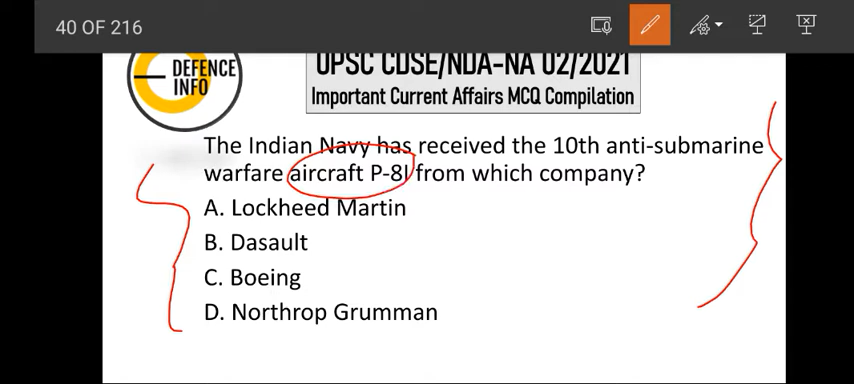 40 OF 216
DEFENCE
INFO
UPSC CDSE/NDA-NA 02/2021
Important Current Affairs MCQ Compilation
The Indian Navy has received the 10th anti-submarine
warfare aircraft P-8I from which company?
A. Lockheed Martin
B. Dasault
C. Boeing
D. Northrop Grumman